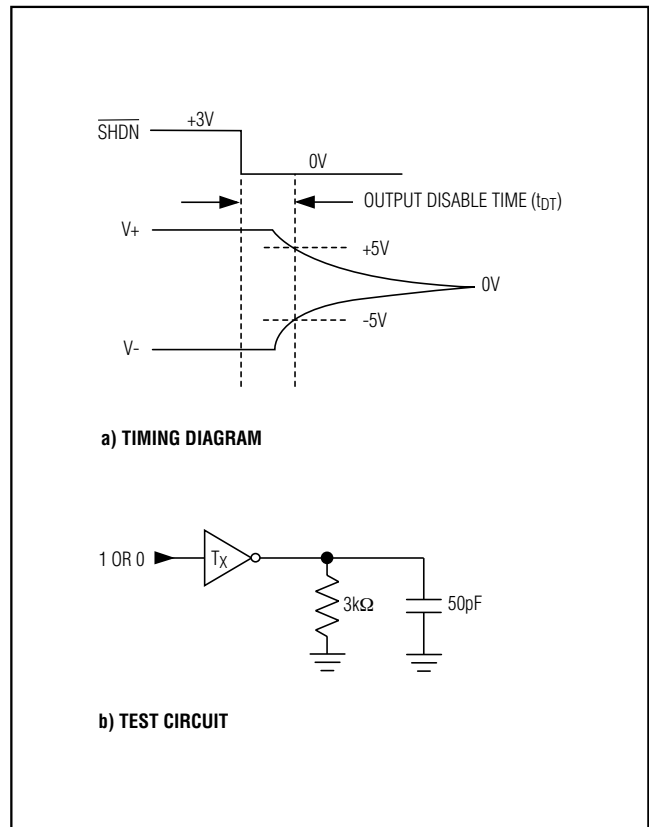 SHDN
+3V
0V
OUTPUT DISABLE TIME (tDT)
V+
+5V
0V
-5V
V-
a) TIMING DIAGRAM
1 OR 0
TX
3kΩ
50pF
b) TEST CIRCUIT